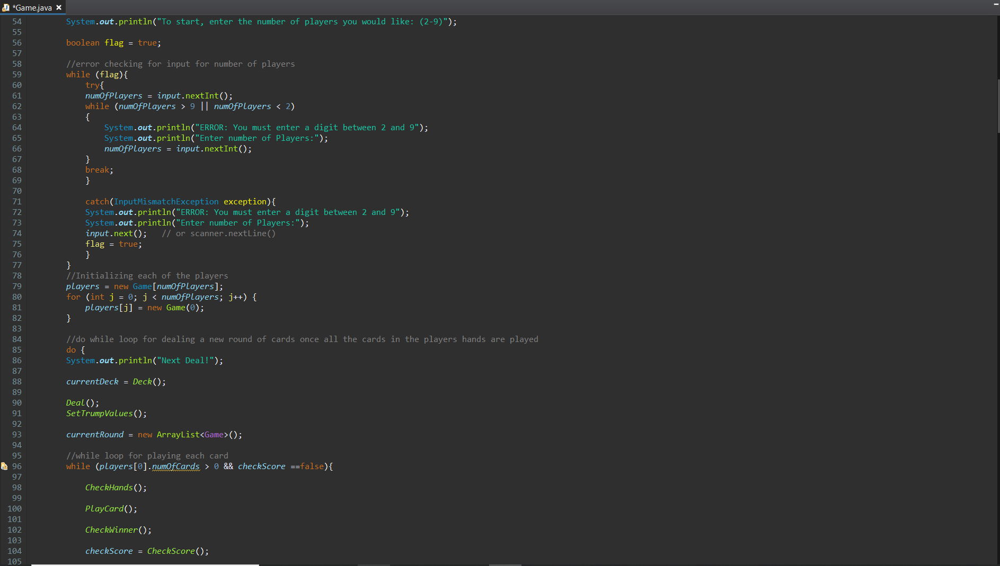 *Game.java ×
54 System.out.println("To start, enter the number of players you would like: (2-9)");
55
56 boolean flag = true;
57
58 //error checking for input for number of players
59 while (flag){
60 try{
61 numOfPlayers = input.nextInt();
62 while (numOfPlayers > 9 || numOfPlayers < 2)
63 {
64 System.out.println("ERROR: You must enter a digit between 2 and 9");
65 System.out.println("Enter number of Players:");
66 numOfPlayers = input.nextInt();
67 }
68 break;
69 }
70
71 catch(InputMismatchException exception){
72 System.out.println("ERROR: You must enter a digit between 2 and 9");
73 System.out.println("Enter number of Players:");
74 input.next(); // or scanner.nextLine()
75 flag = true;
76 }
77 }
78 //Initializing each of the players
79 players = new Game[numOfPlayers];
80 for (int j = 0; j < numOfPlayers; j++) {
81 players[j] = new Game(0);
82 }
83
84 //do while loop for dealing a new round of cards once all the cards in the players hands are played
85 do {
86 System.out.println("Next Deal!");
87
88 currentDeck = Deck();
89
90 Deal();
91 SetTrumpValues();
92
93 currentRound = new ArrayList<Game>();
94
95 //while loop for playing each card
96 while (players[0].numOfCards > 0 && checkScore ==false){
97
98 CheckHands();
99
100 PlayCard();
101
102 CheckWinner();
103
104 checkScore = CheckScore();
105